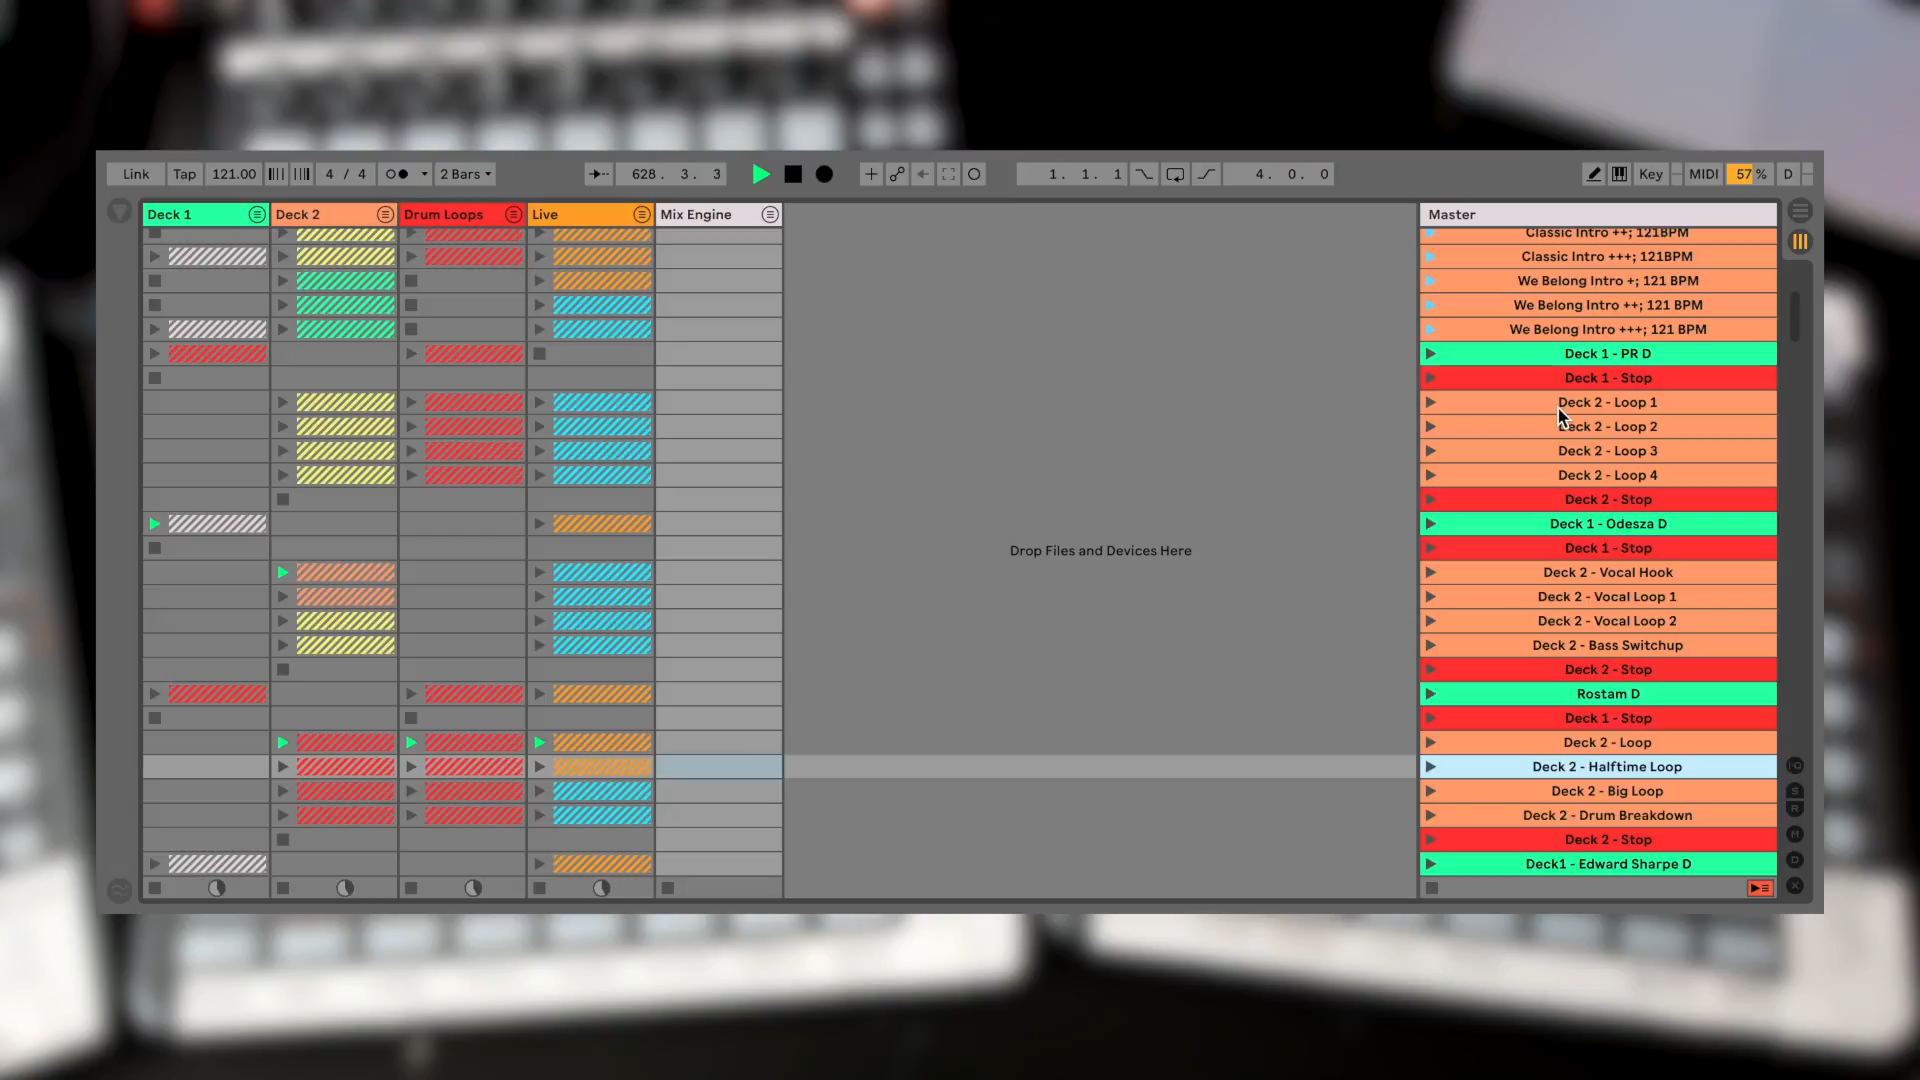 Link Tap 121.00 4 / 4 2 Bars 628. 3. 3 1. 1. 1 4. 0. 0 Key MIDI 57 % D
Deck 1 Deck 2 Drum Loops Live Mix Engine Master
Classic Intro ++; 121BPM
Classic Intro +++; 121BPM
We Belong Intro +; 121 BPM
We Belong Intro ++; 121 BPM
We Belong Intro +++; 121 BPM
Deck 1 - PR D
Deck 1 - Stop
Deck 2 - Loop 1
Deck 2 - Loop 2
Deck 2 - Loop 3
Deck 2 - Loop 4
Deck 2 - Stop
Deck 1 - Odesza D
Drop Files and Devices Here
Deck 1 - Stop
Deck 2 - Vocal Hook
Deck 2 - Vocal Loop 1
Deck 2 - Vocal Loop 2
Deck 2 - Bass Switchup
Deck 2 - Stop
Rostam D
Deck 1 - Stop
Deck 2 - Loop
Deck 2 - Halftime Loop
I·O
Deck 2 - Big Loop
S
Deck 2 - Drum Breakdown
R
Deck 2 - Stop
M
Deck1 - Edward Sharpe D
D
X